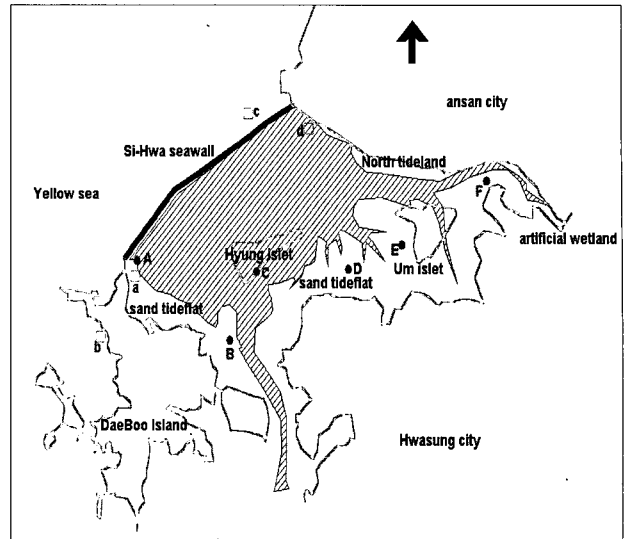 ansan city
c
d
Si-Hwa seawall
North tideland
Yellow sea
F
artificial wetland
A
Hyung islet
E
a
C
D
Um islet
sand tideflat
sand tideflat
b
B
DaeBoo Island
Hwasung city